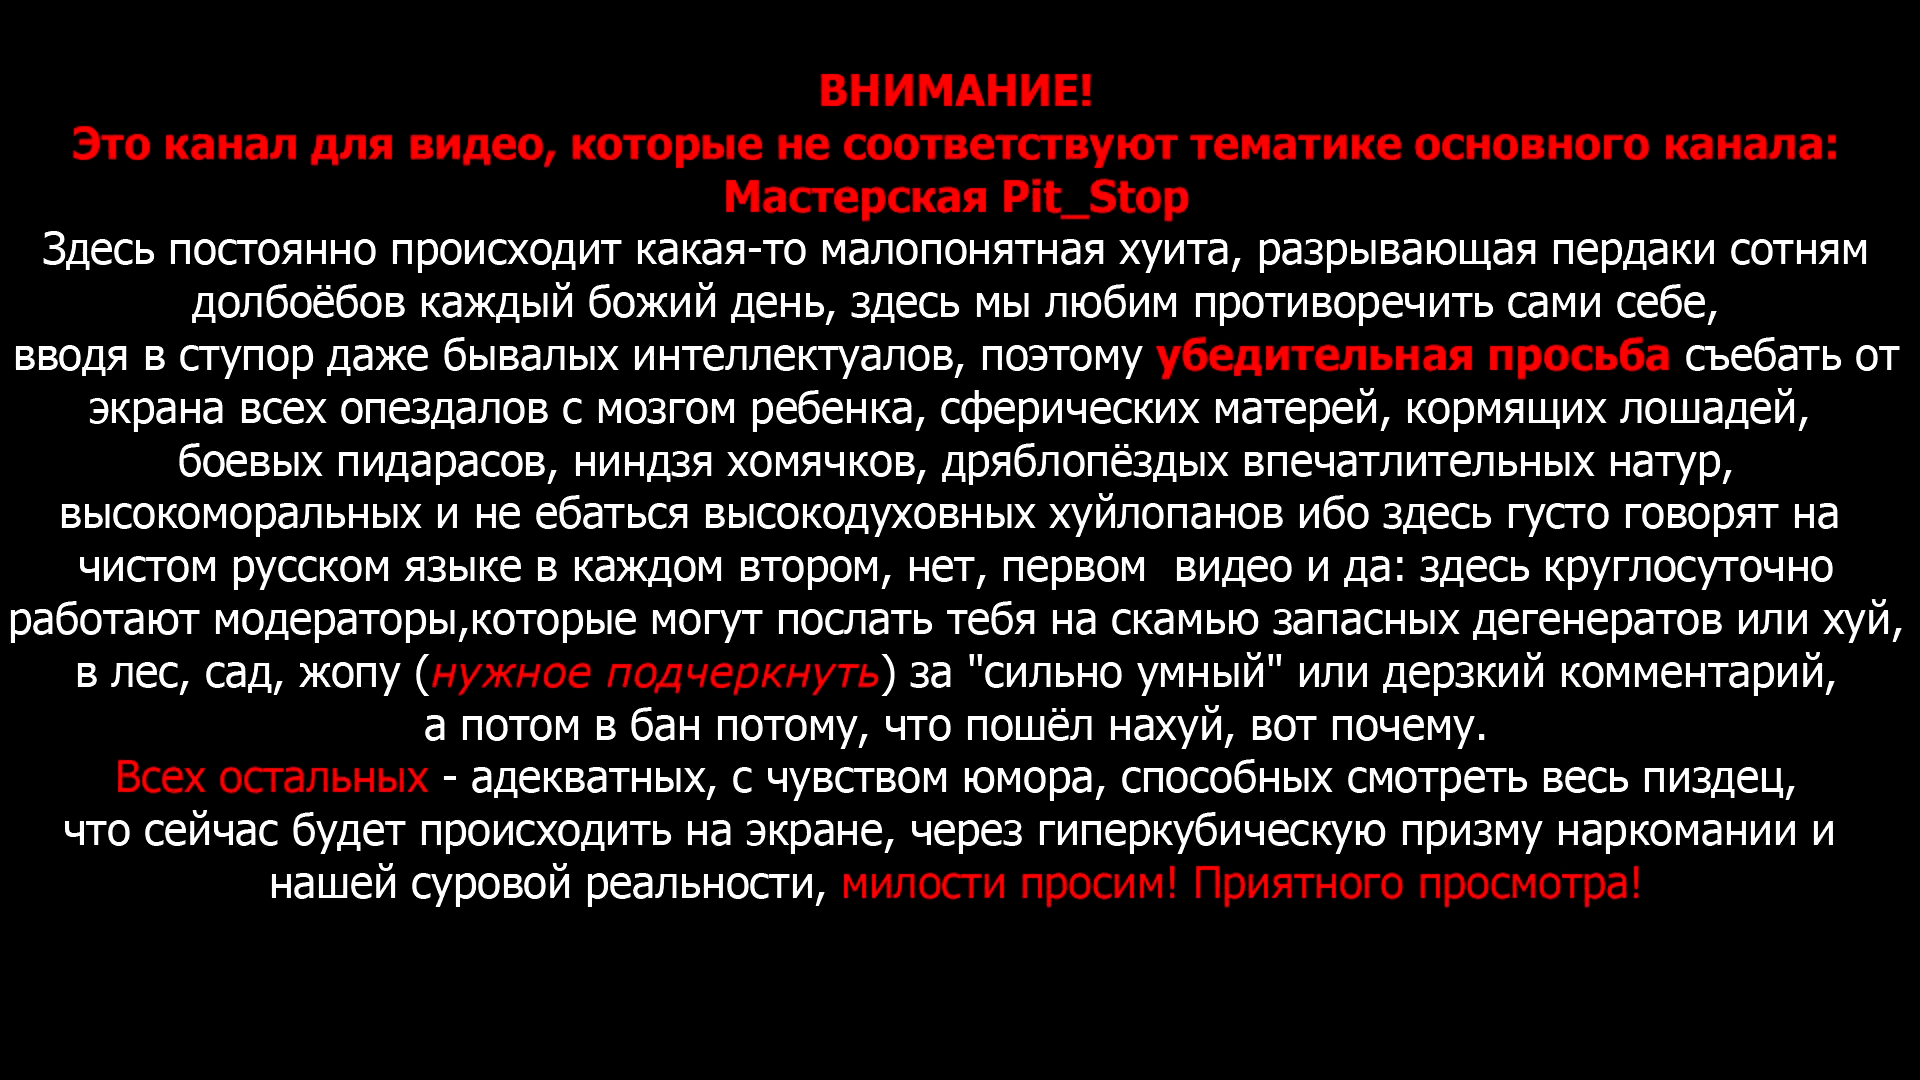 ВНИМАНИЕ!
Это канал для видео, которые не соответствуют тематике основного канала:
Мастерская Pit_Stop
Здесь постоянно происходит какая-то малопонятная хуита, разрывающая пердаки сотням
долбоёбов каждый божий день, здесь мы любим противоречить сами себе,
вводя в ступор даже бывалых интеллектуалов, поэтому убедительная просьба съебать от
экрана всех опездалов с мозгом ребенка, сферических матерей, кормящих лошадей,
боевых пидарасов, ниндзя хомячков, дряблопёздых впечатлительных натур,
высокоморальных и не ебаться высокодуховных хуйлопанов ибо здесь густо говорят на
чистом русском языке в каждом втором, нет, первом  видео и да: здесь круглосуточно
работают модераторы,которые могут послать тебя на скамью запасных дегенератов или хуй,
в лес, сад, жопу (нужное подчеркнуть) за "сильно умный" или дерзкий комментарий,
а потом в бан потому, что пошёл нахуй, вот почему.
Всех остальных - адекватных, с чувством юмора, способных смотреть весь пиздец,
что сейчас будет происходить на экране, через гиперкубическую призму наркомании и
нашей суровой реальности, милости просим! Приятного просмотра!